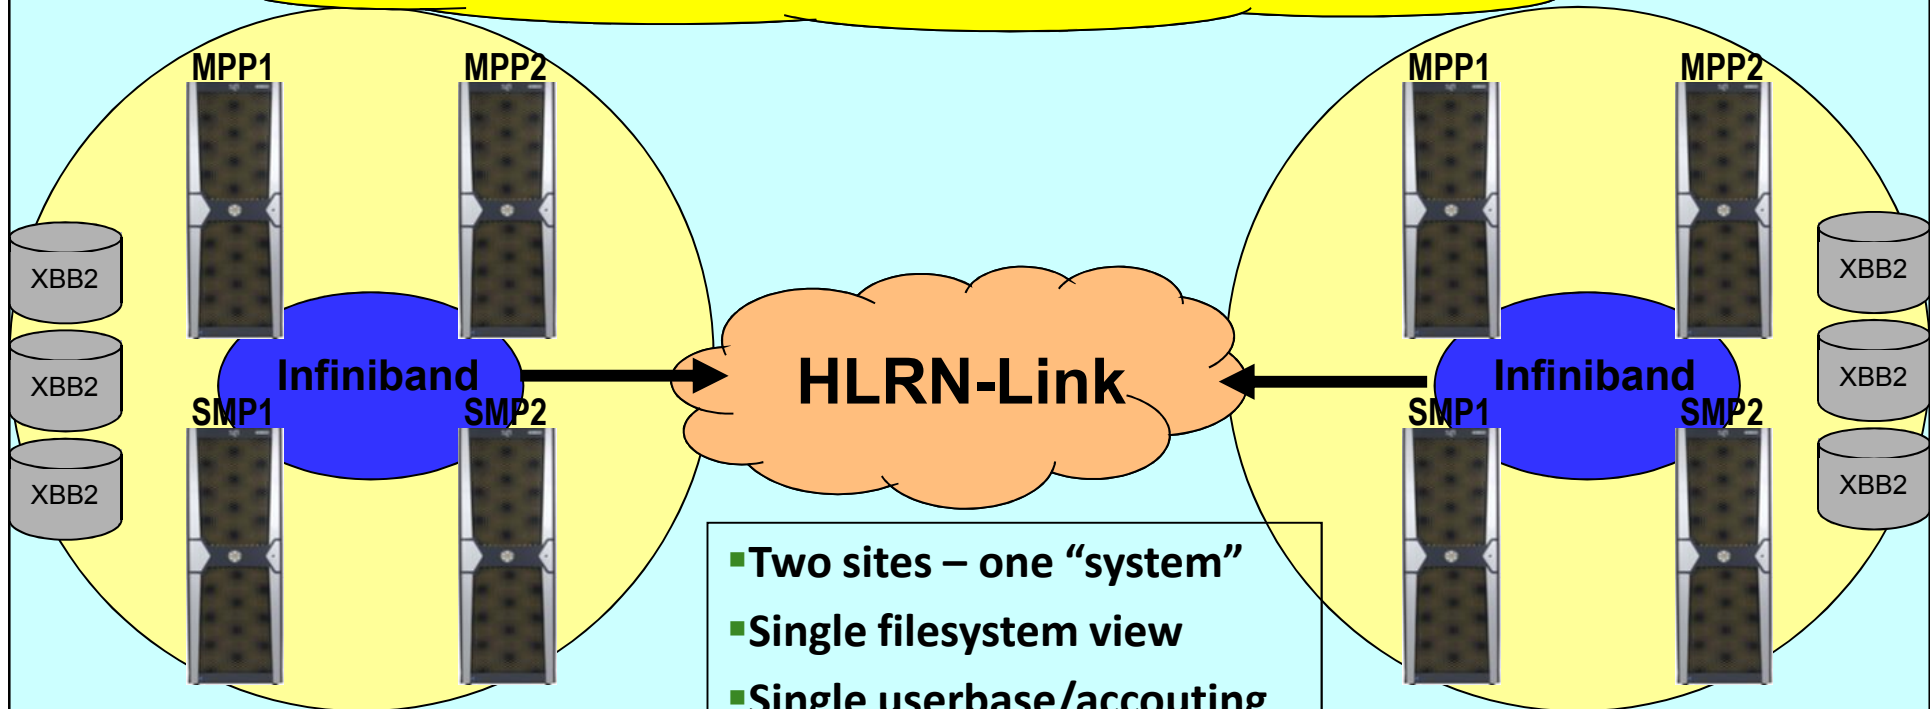 MPP1 MPP2 MPP1 MPP2
XBB2 XBB2
Infiniband HLRN-Link Infiniband
XBB2 XBB2
SMP1 SMP2 SMP1 SMP2
XBB2 XBB2
▪Two sites – one “system”
▪Single filesystem view
▪Single userbase/accouting